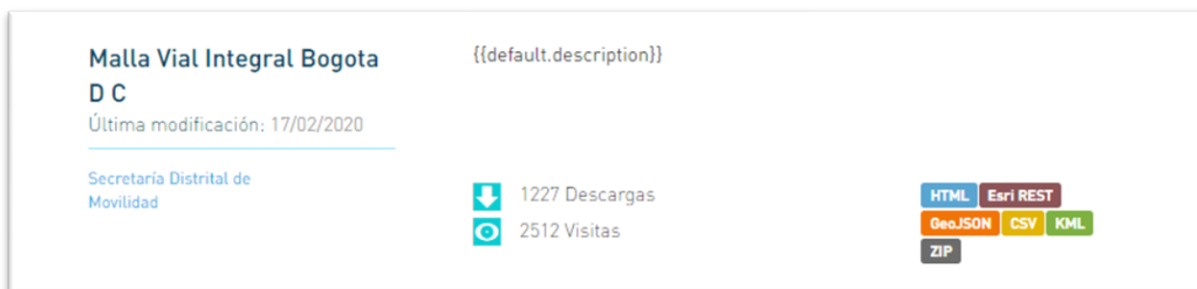 Malla Vial Integral Bogota
D C
Última modificación: 17/02/2020
Secretaría Distrital de
Movilidad
{{default.description}}
1227 Descargas
2512 Visitas
HTML Esri REST
GeoJSON CSV KML
ZIP